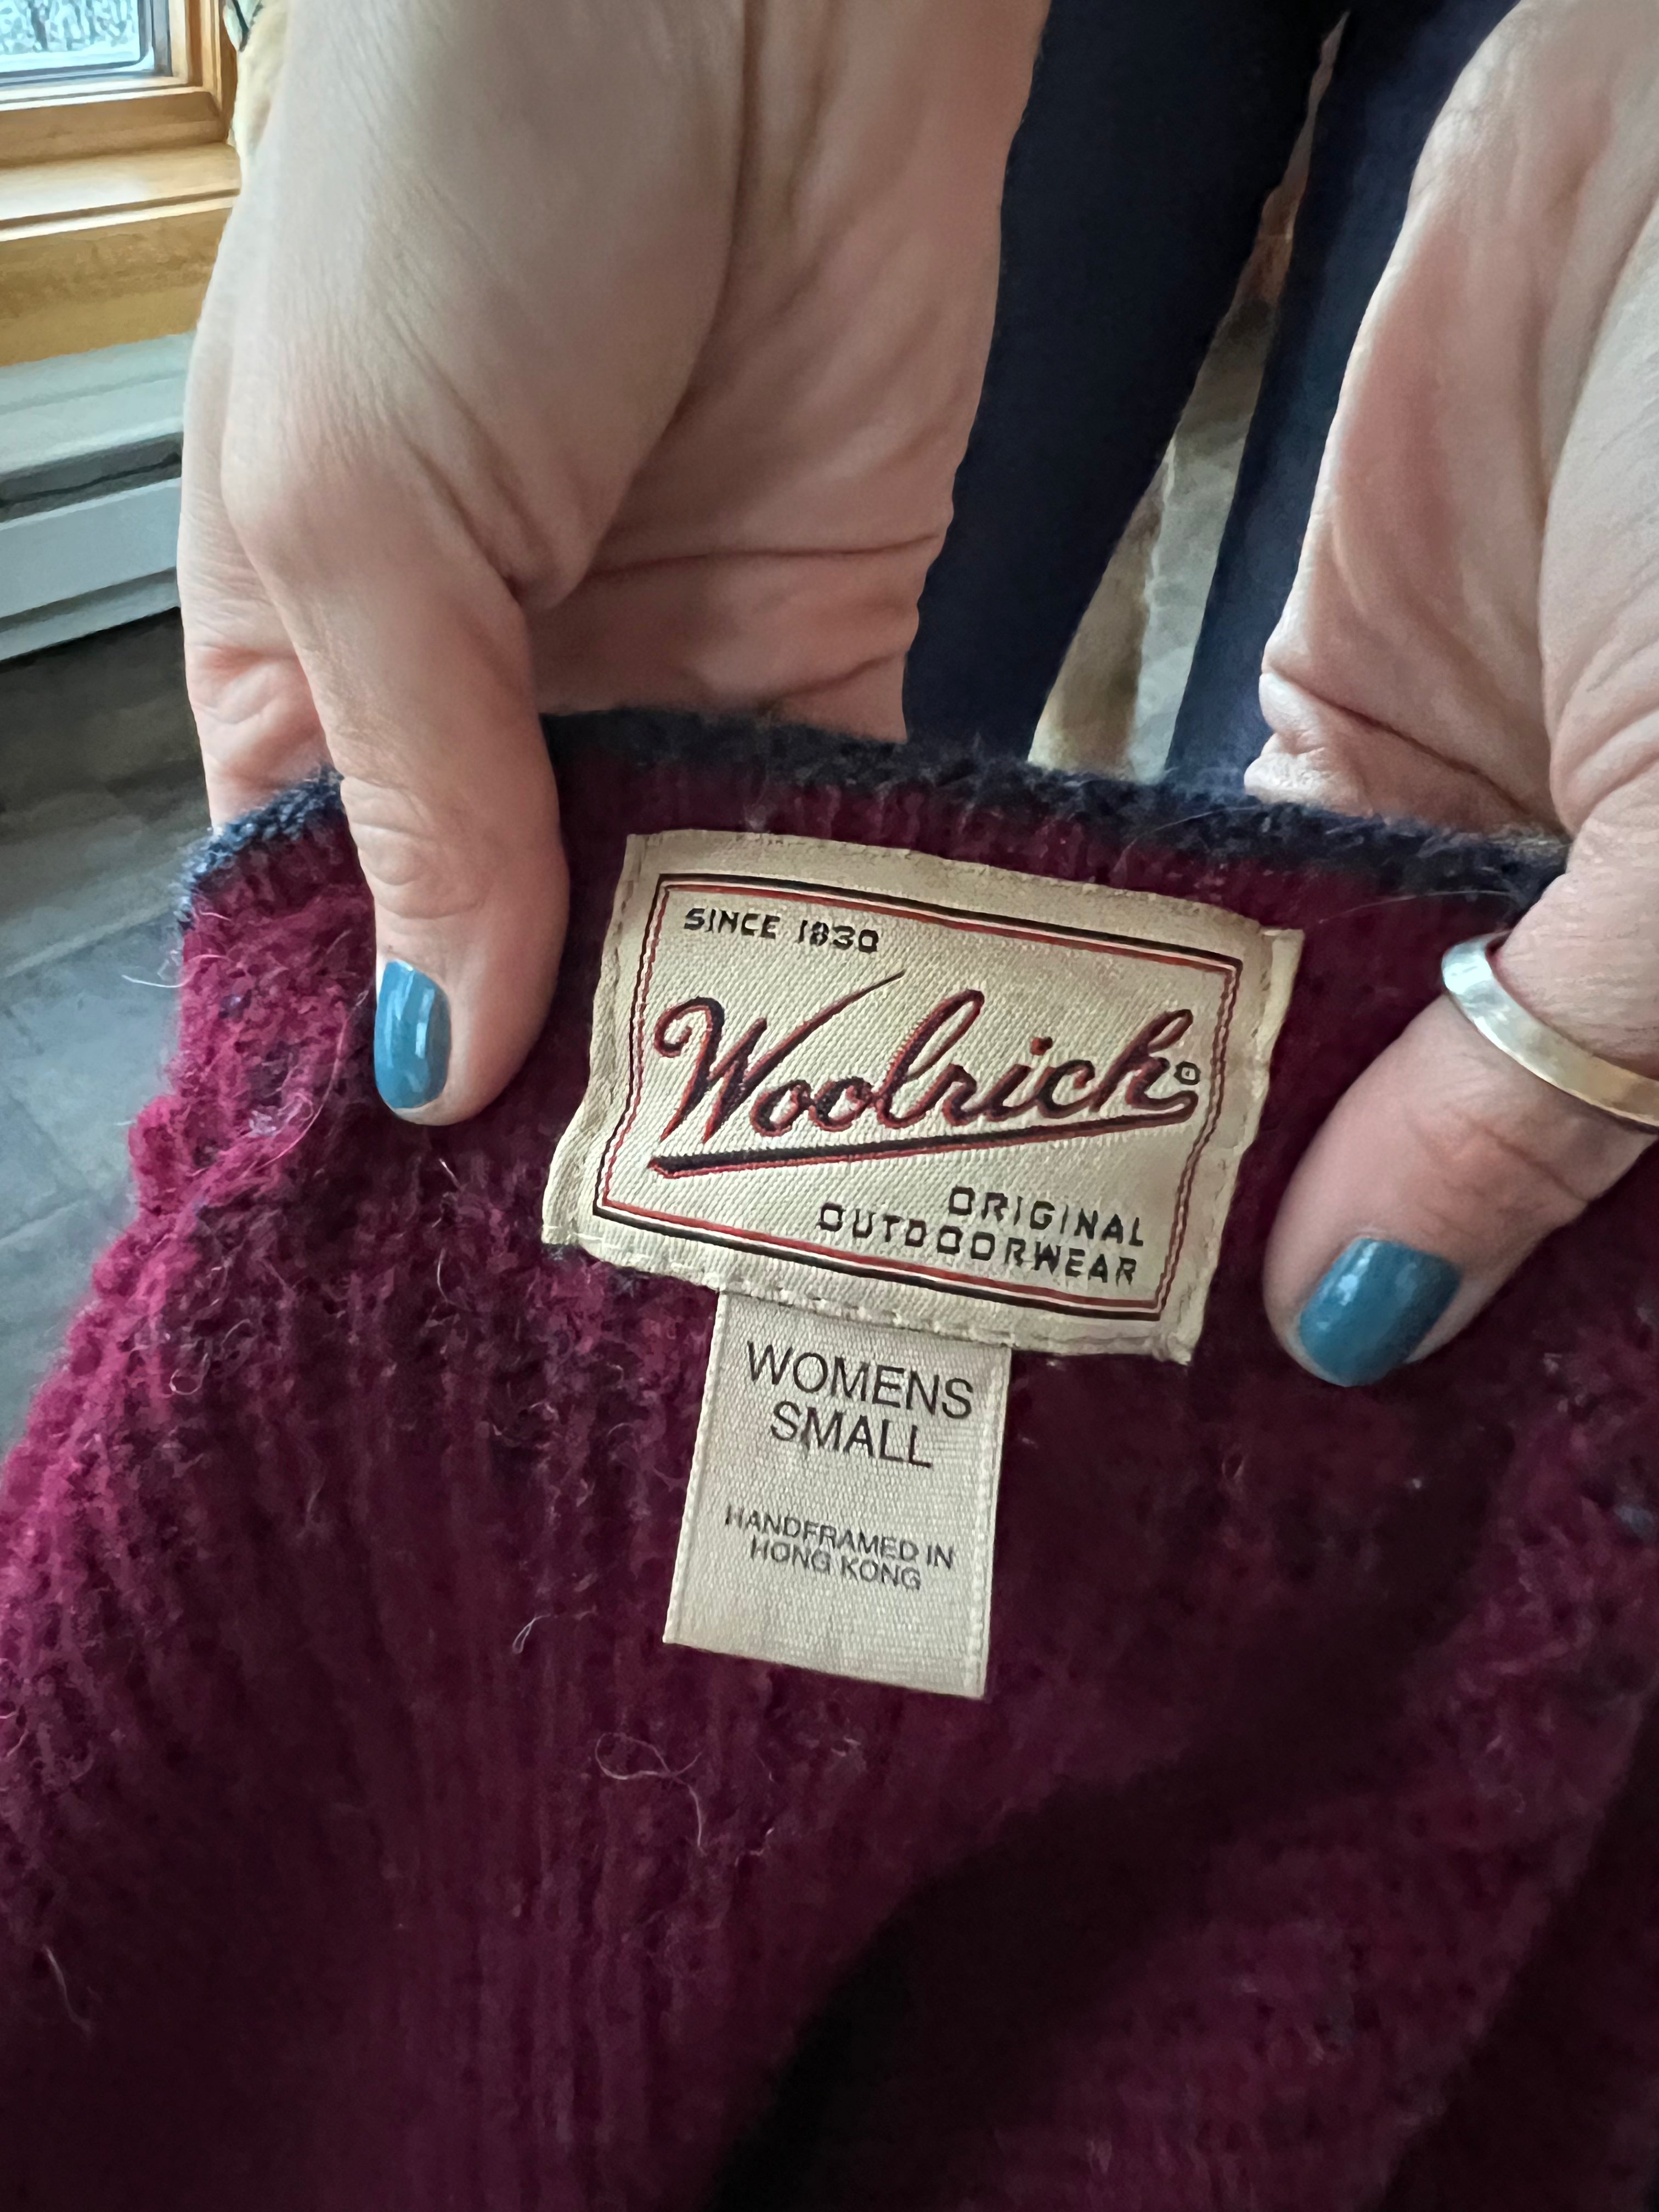 SINCE 1830
Woolrich®
ORIGINAL
OUTDOORWEAR
WOMENS
SMALL
HANDFRAMED IN
HONG KONG